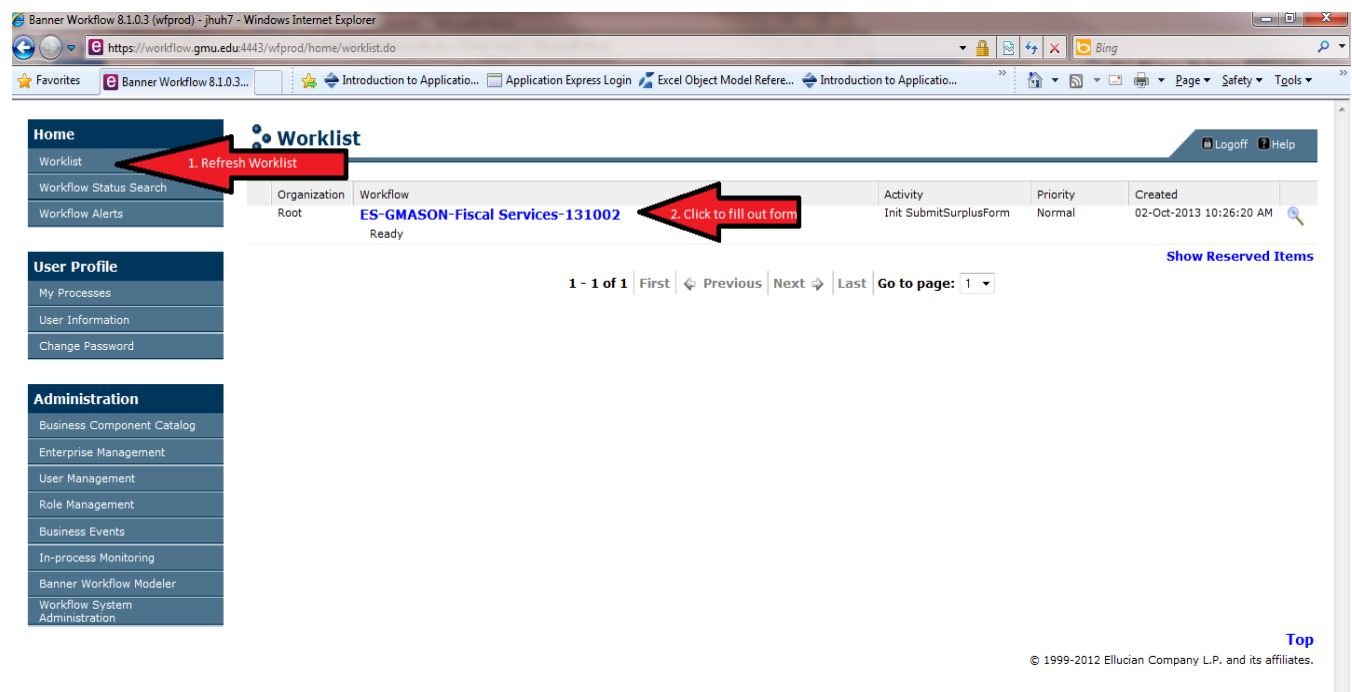 Banner Workflow 8.1.0.3 (wfprod) - jhuh7 - Windows Internet Explorer
https://workflow.gmu.edu:4443/wfprod/home/worklist.do
Bing
Favorites
Banner Workflow 8.1.0.3...
Introduction to Applicatio...
Application Express Login
Excel Object Model Refere...
Introduction to Applicatio...
Page
Safety
Tools
Home
Worklist
Workflow Status Search
Workflow Alerts
1. Refresh Worklist
Worklist
Logoff
Help
Organization Workflow Activity Priority Created
Root ES-GMASON-Fiscal Services-131002 Init SubmitSurplusForm Normal 02-Oct-2013 10:26:20 AM
Ready
2. Click to fill out form
Show Reserved Items
1 - 1 of 1 First Previous Next Last Go to page: 1
User Profile
My Processes
User Information
Change Password
Administration
Business Component Catalog
Enterprise Management
User Management
Role Management
Business Events
In-process Monitoring
Banner Workflow Modeler
Workflow System
Administration
Top
© 1999-2012 Ellucian Company L.P. and its affiliates.